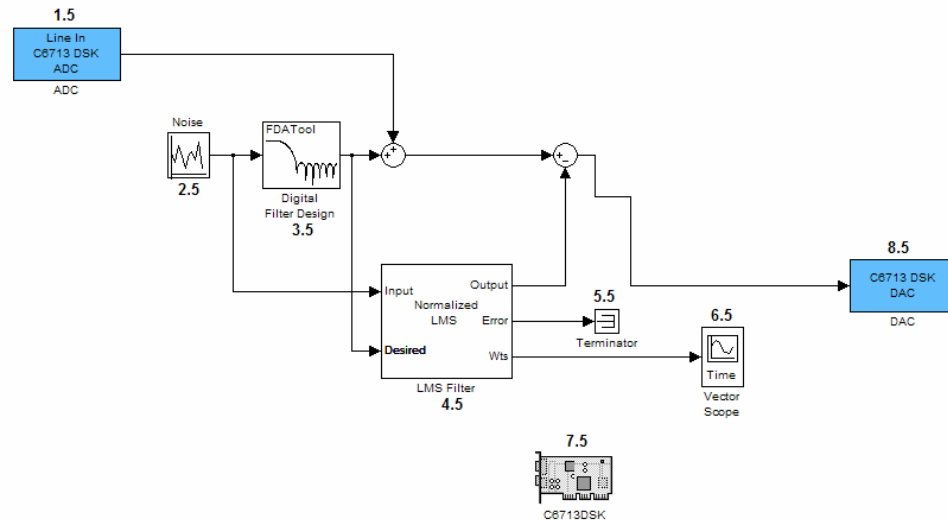 1.5
Line In
C6713 DSK
ADC
ADC
Noise
2.5
FDATool
Digital
Filter Design
3.5
+
+
+
−
Input
Normalized
LMS
Desired
Output
Error
Wts
LMS Filter
4.5
5.5
Terminator
6.5
Time
Vector
Scope
8.5
C6713 DSK
DAC
DAC
7.5
C6713DSK